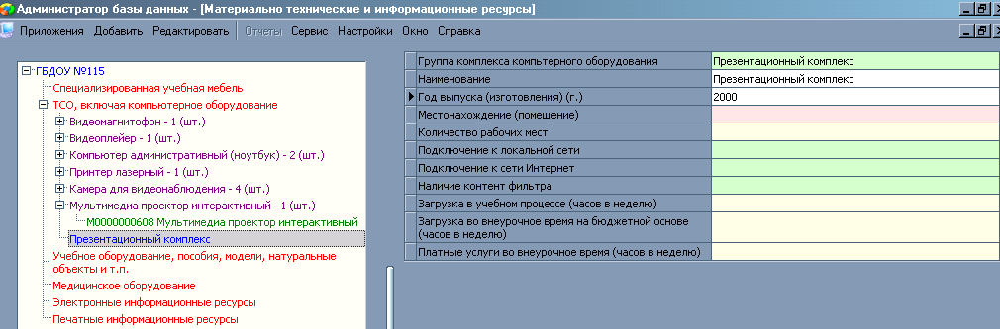 Администратор базы данных - [Материально технические и информационные ресурсы]
Приложения Добавить Редактировать Отчеты Сервис Настройки Окно Справка
ГБДОУ №115
Специализированная учебная мебель
ТСО, включая компьютерное оборудование
Видеомагнитофон - 1 (шт.)
Видеоплейер - 1 (шт.)
Компьютер административный (ноутбук) - 2 (шт.)
Принтер лазерный - 1 (шт.)
Камера для видеонаблюдения - 4 (шт.)
Мультимедиа проектор интерактивный - 1 (шт.)
М0000000608 Мультимедиа проектор интерактивный
Презентационный комплекс
Учебное оборудование, пособия, модели, натуральные
объекты и т.п.
Медицинское оборудование
Электронные информационные ресурсы
Печатные информационные ресурсы
Группа комплекса компьтерного оборудования Презентационный комплекс
Наименование Презентационный комплекс
Год выпуска (изготовления) (г.) 2000
Местонахождение (помещение)
Количество рабочих мест
Подключение к локальной сети
Подключение к сети Интернет
Наличие контент фильтра
Загрузка в учебном процессе (часов в неделю)
Загрузка во внеурочное время на бюджетной основе
(часов в неделю)
Платные услуги во внеурочное время (часов в неделю)